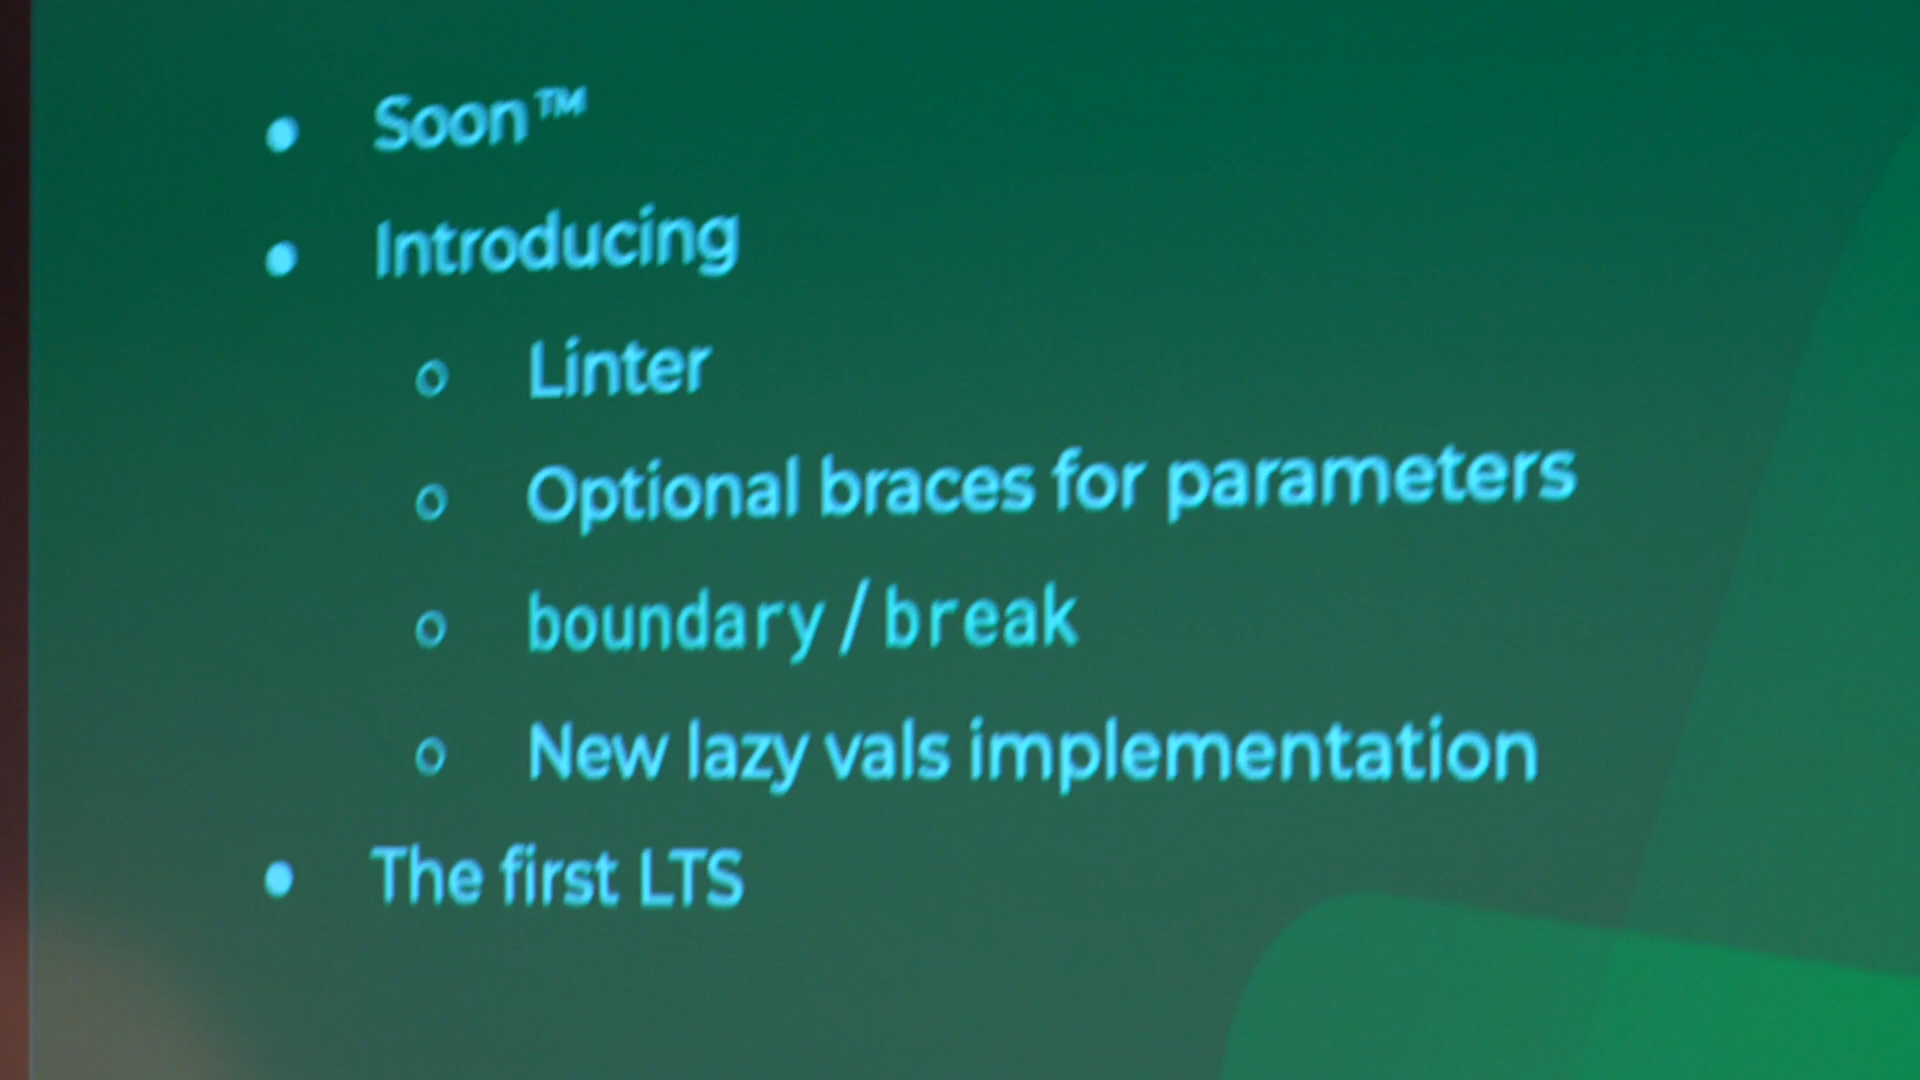 Soon™
Introducing
Linter
Optional braces for parameters
boundary/break
New lazy vals implementation
The first LTS